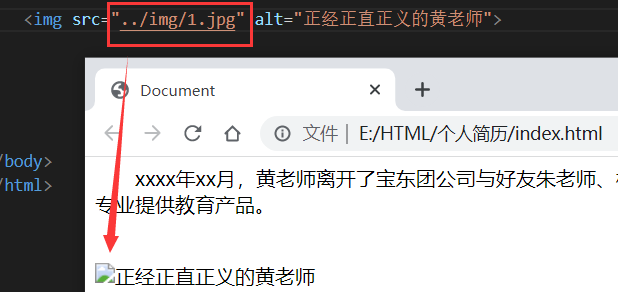 <img src="../img/1.jpg" alt="正经正直正义的黄老师">
Document
文件 | E:/HTML/个人简历/index.html
/body>
/html>
xxxx年xx月，黄老师离开了宝东团公司与好友朱老师、
专业提供教育产品。
正经正直正义的黄老师